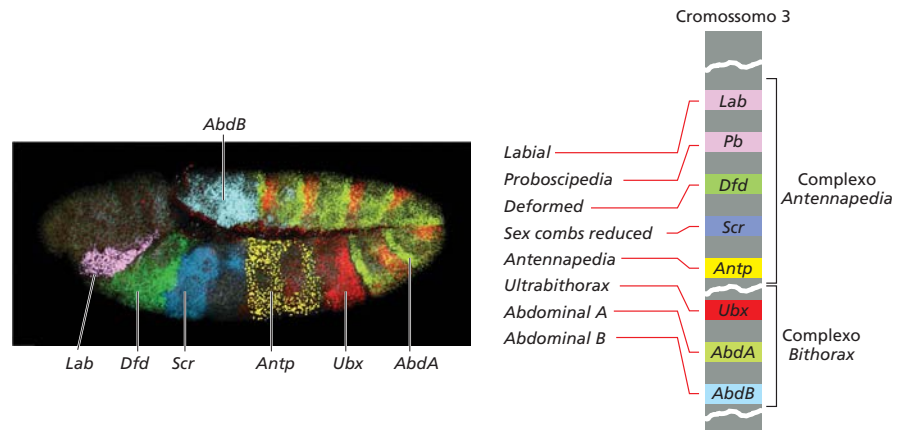 AbdB
Lab Dfd Scr Antp Ubx AbdA
Cromossomo 3
Labial
Proboscipedia
Deformed
Sex combs reduced
Antennapedia
Ultrabithorax
Abdominal A
Abdominal B
Lab
Pb
Dfd
Scr
Antp
Ubx
AbdA
AbdB
Complexo
Antennapedia
Complexo
Bithorax